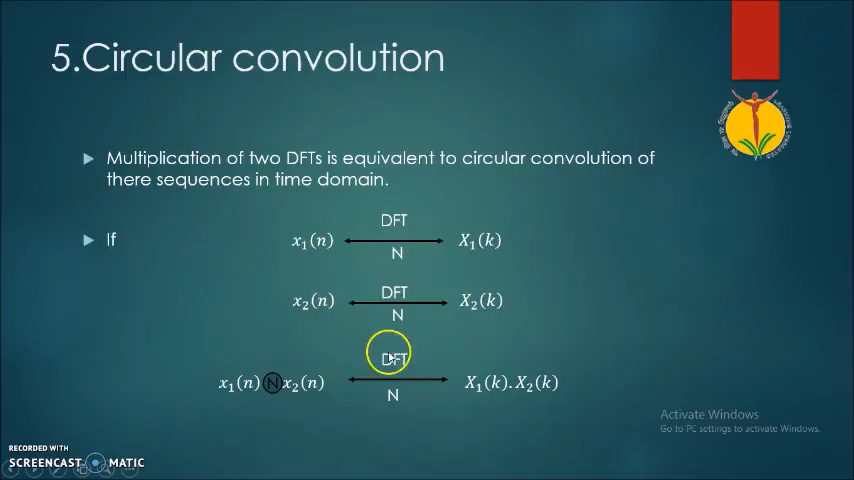 5.Circular convolution
Multiplication of two DFTs is equivalent to circular convolution of
there sequences in time domain.
If
DFT
x₁(n) X₁(k)
N
DFT
x₂(n) X₂(k)
N
DFT
x₁(n) Ⓝ x₂(n) X₁(k).X₂(k)
N
Activate Windows
Go to PC settings to activate Windows.
RECORDED WITH
SCREENCAST MATIC